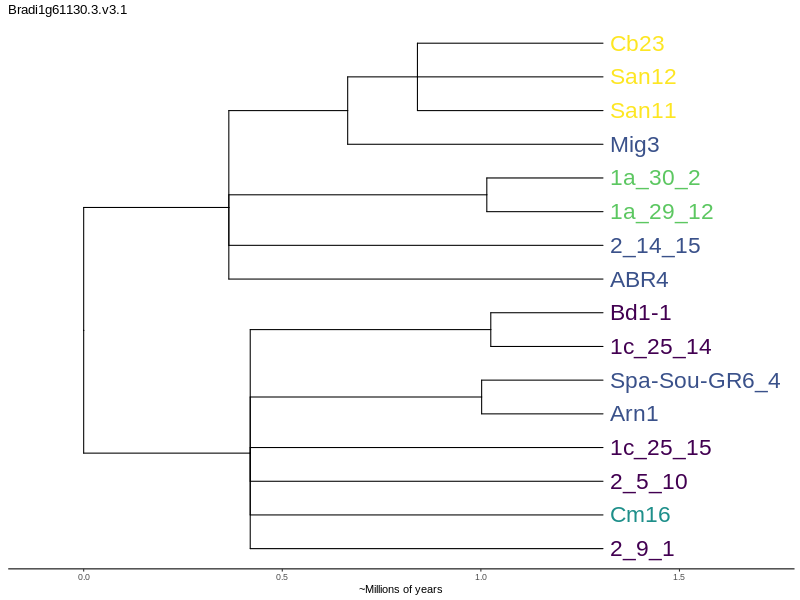 Bradi1g61130.3.v3.1
Cb23
San12
San11
Mig3
1a_30_2
1a_29_12
2_14_15
ABR4
Bd1-1
1c_25_14
Spa-Sou-GR6_4
Arn1
1c_25_15
2_5_10
Cm16
2_9_1
0.0 0.5 1.0 1.5
~Millions of years